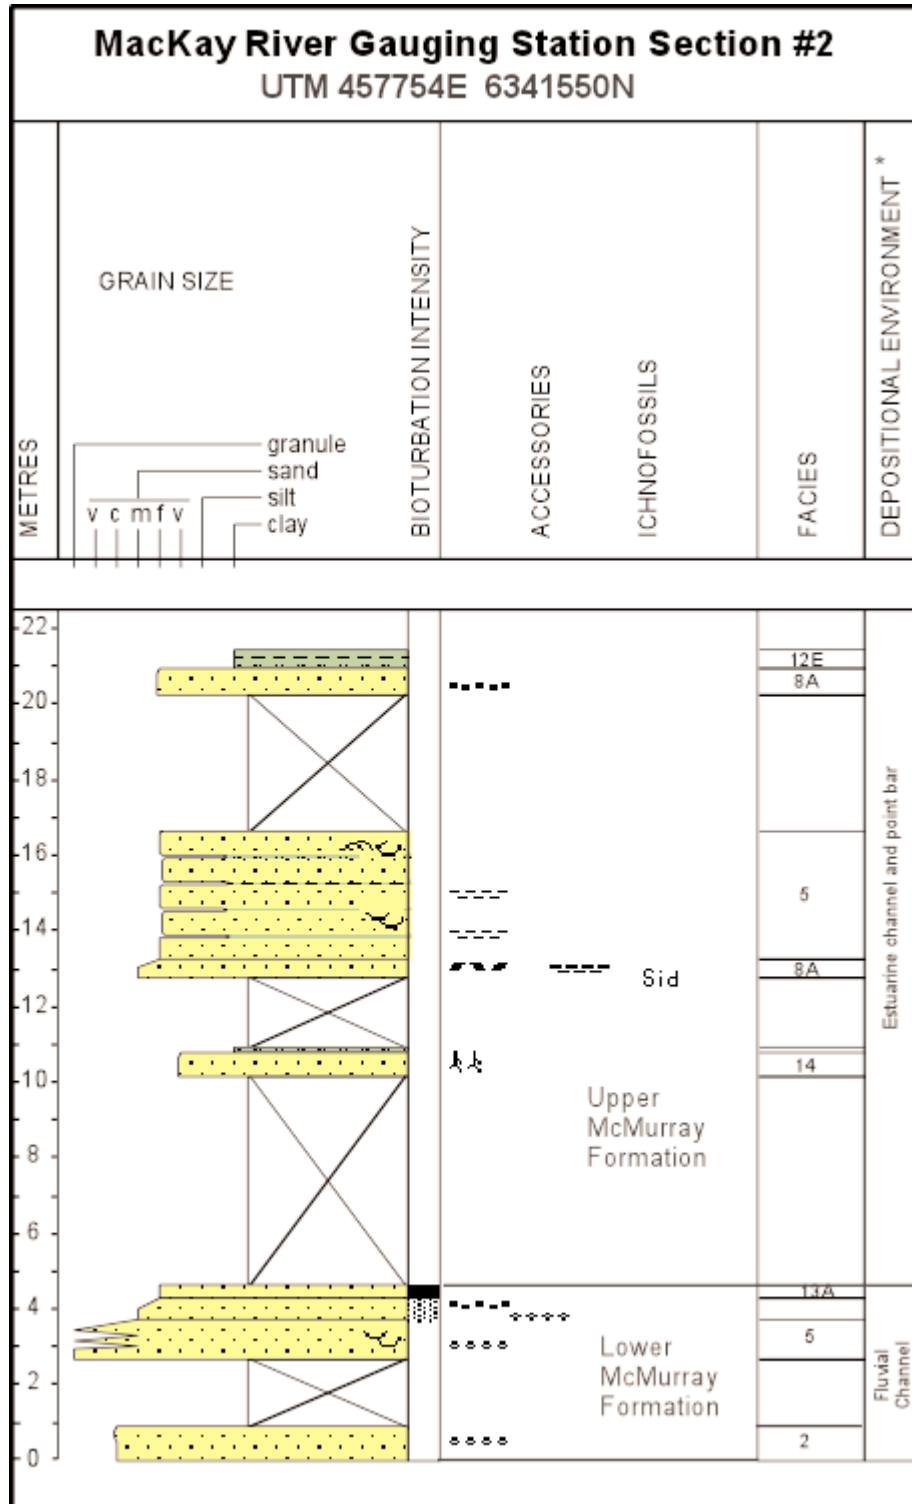 MacKay River Gauging Station Section #2
UTM 457754E 6341550N
METRES
GRAIN SIZE
granule
sand
silt
clay
v c m f v
BIOTURBATION INTENSITY
ACCESSORIES
ICHNOFOSSILS
FACIES
DEPOSITIONAL ENVIRONMENT *
22
12E
8A
20
18
16
5
14
8A
Sid
12
14
10
Upper
McMurray
Formation
8
6
Estuarine channel and point bar
13A
4
5
Lower
McMurray
Formation
2
2
0
Fluvial
Channel